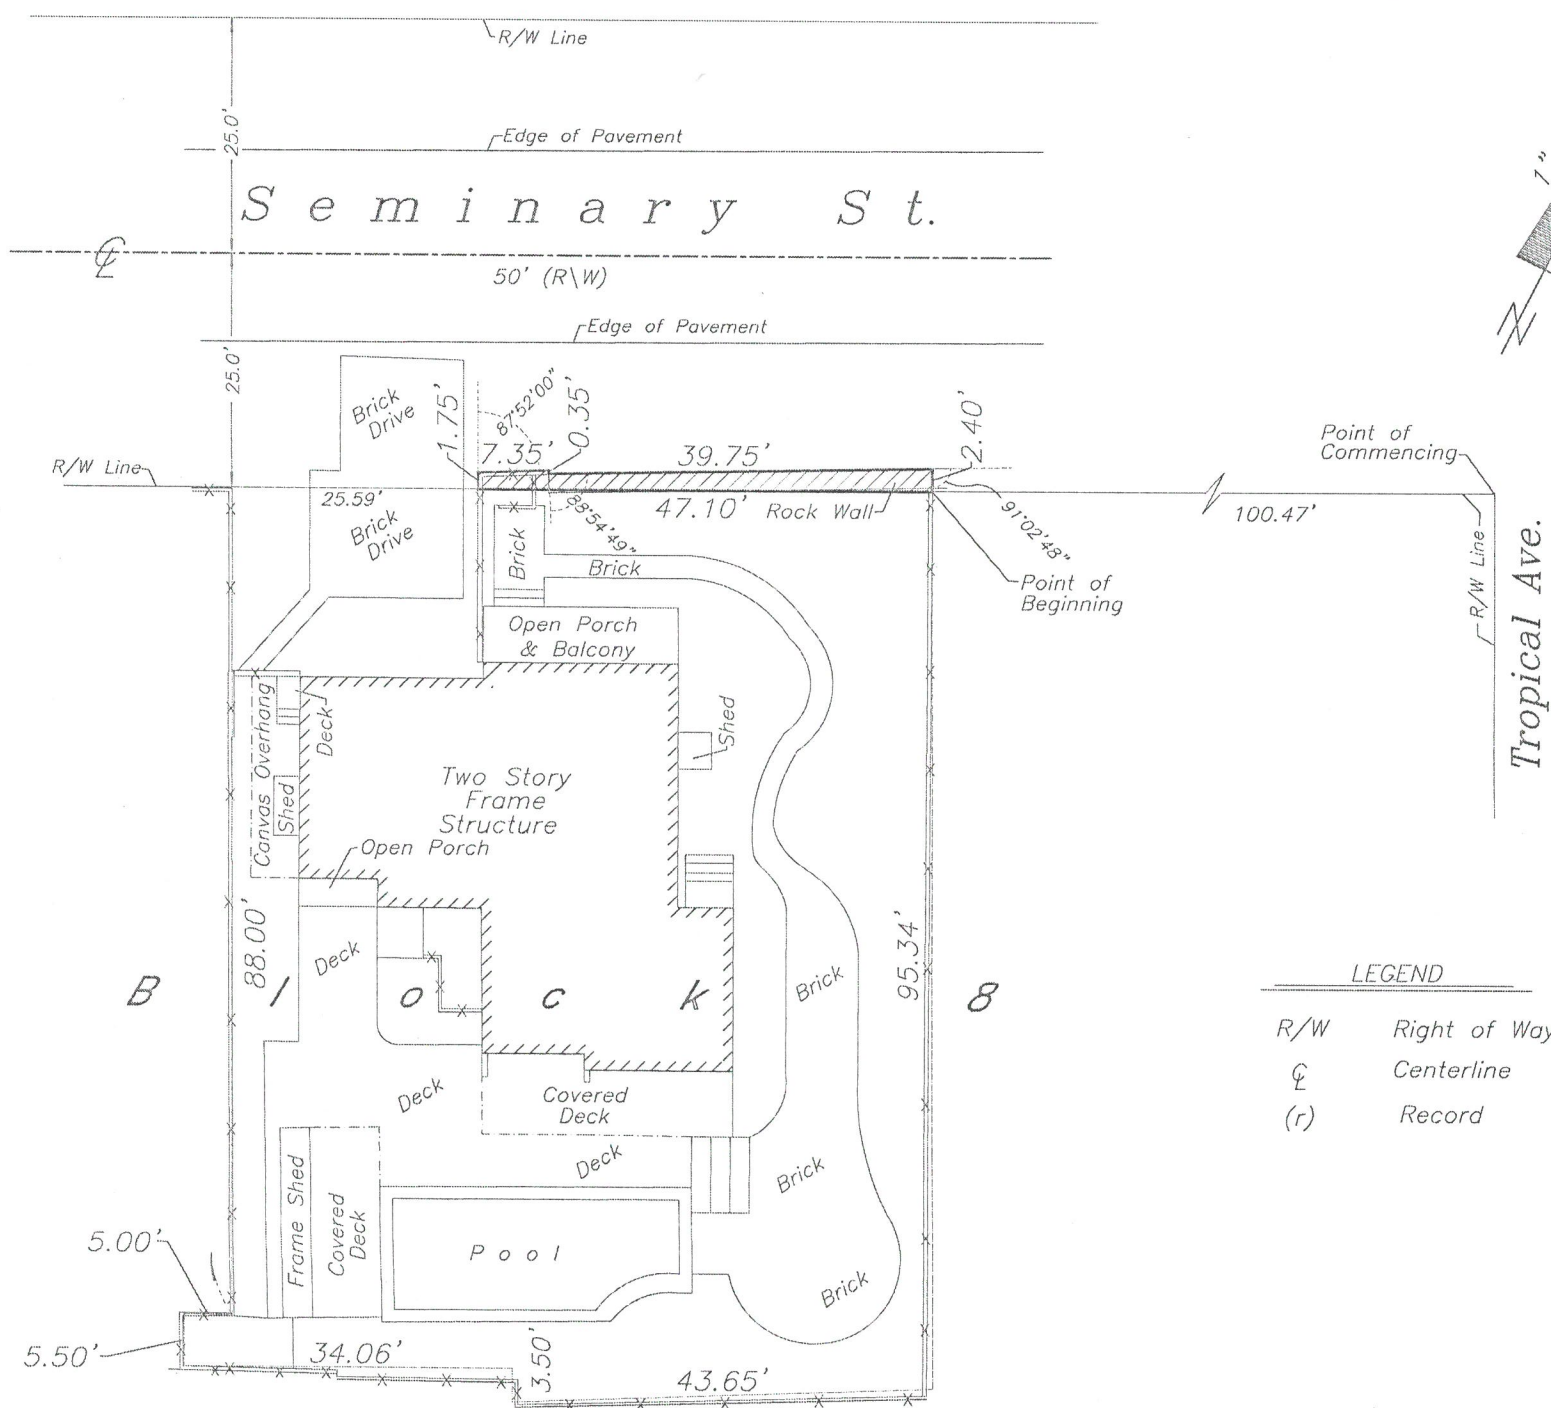 R/W Line
25.0'
Edge of Pavement
Seminary St.
℄
50' (R\W)
1"
N
Edge of Pavement
25.0'
Brick
Drive
1.75'
87°52'00"
0.35'
7.35'
39.75'
2.40'
Point of
Commencing
R/W Line
25.59'
47.10'
Rock Wall
91°02'48"
100.47'
88°54'49"
Brick
Drive
Brick
Brick
Point of
Beginning
R/W Line
Tropical Ave.
Open Porch
& Balcony
Canvas Overhang
Deck
Shed
Shed
Two Story
Frame
Structure
Open Porch
88.00'
Deck
95.34'
Brick
Block 8
LEGEND
R/W Right of Way
℄ Centerline
(r) Record
Deck
Covered
Deck
Deck
Brick
Frame Shed
Covered
Deck
Pool
Brick
5.00'
5.50'
34.06'
3.50'
43.65'